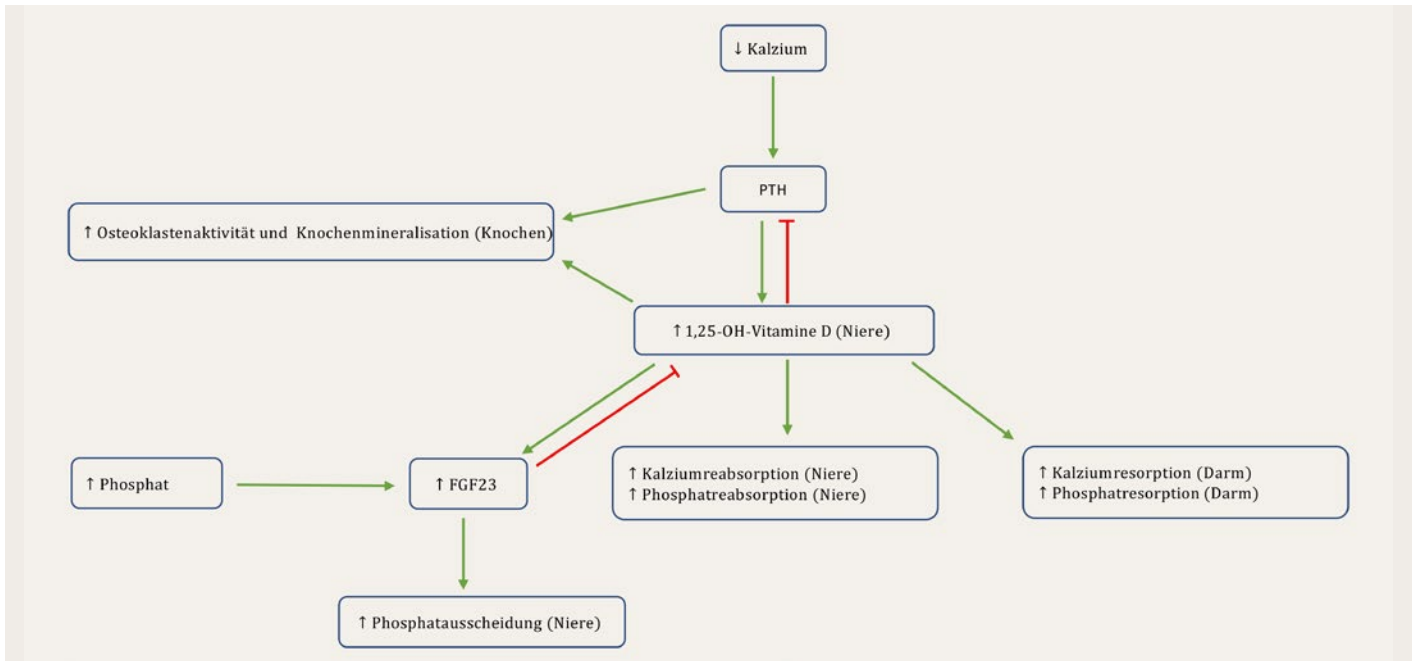 ↓ Kalzium
PTH
↑ Osteoklastenaktivität und Knochenmineralisation (Knochen)
↑ 1,25-OH-Vitamine D (Niere)
↑ Phosphat
↑ FGF23
↑ Kalziumreabsorption (Niere)
↑ Phosphatreabsorption (Niere)
↑ Kalziumresorption (Darm)
↑ Phosphatresorption (Darm)
↑ Phosphatausscheidung (Niere)